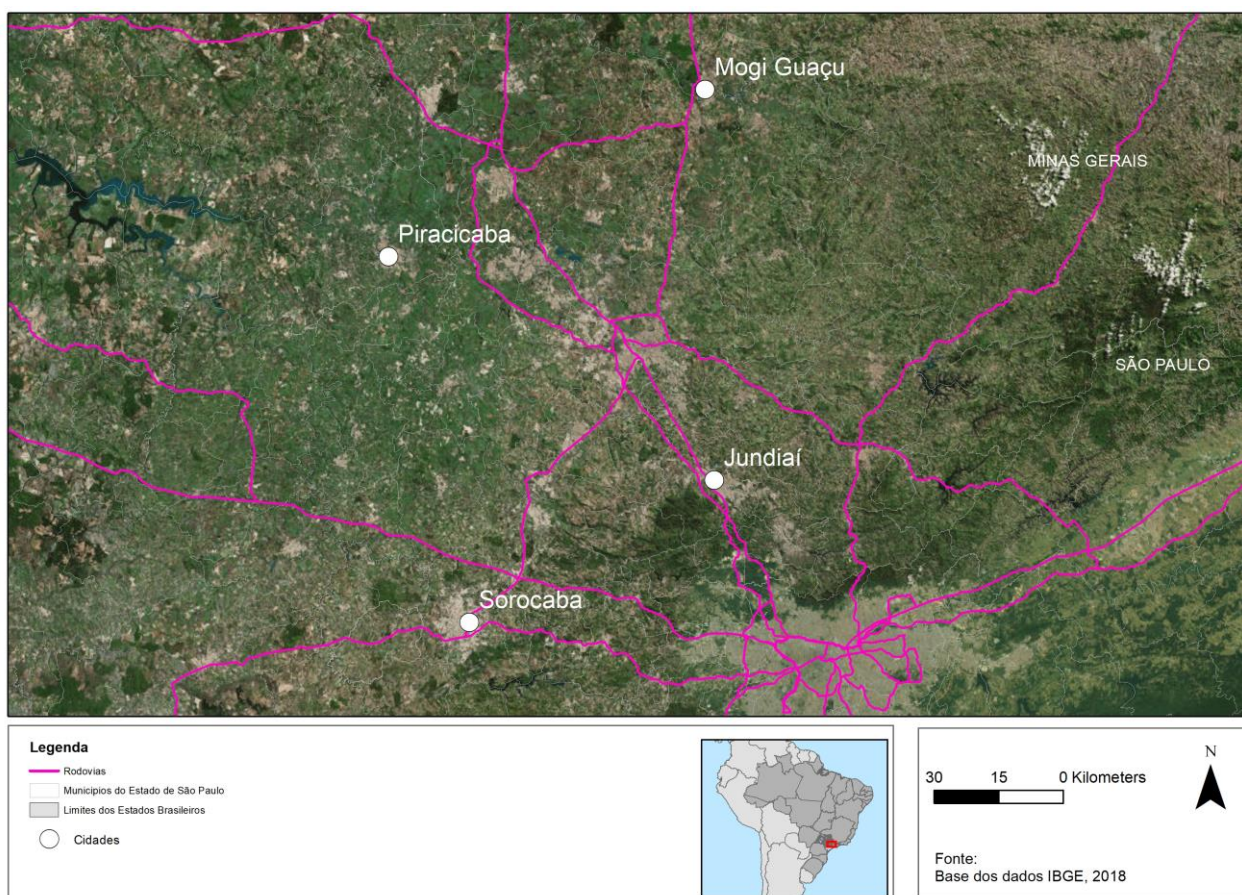 Mogi Guaçu
MINAS GERAIS
Piracicaba
SÃO PAULO
Jundiaí
Sorocaba
Legenda
Rodovias
Municipios do Estado de São Paulo
Limites dos Estados Brasileiros
Cidades
30 15 0 Kilometers
N
Fonte:
Base dos dados IBGE, 2018